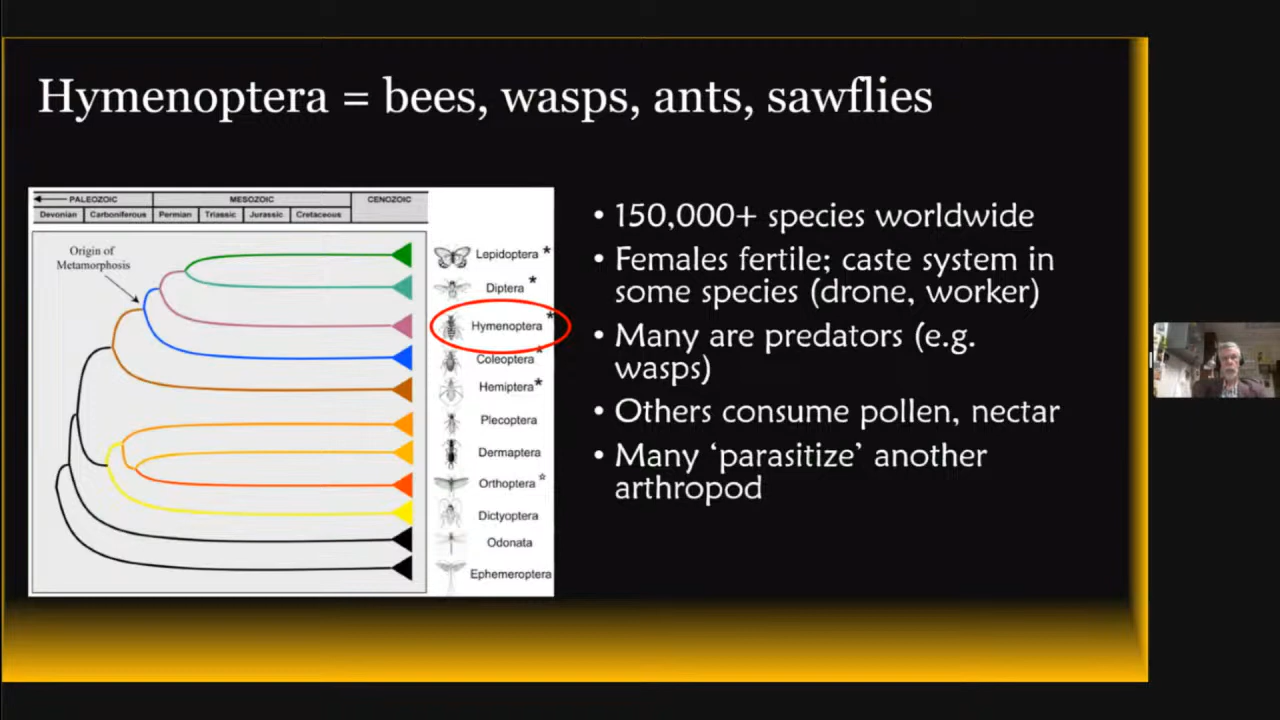 Hymenoptera = bees, wasps, ants, sawflies
PALEOZOIC MESOZOIC CENOZOIC
Devonian Carboniferous Permian Triassic Jurassic Cretaceous
Origin of
Metamorphosis
Lepidoptera *
Diptera *
Hymenoptera *
Coleoptera *
Hemiptera *
Plecoptera
Dermaptera
Orthoptera *
Dictyoptera
Odonata
Ephemeroptera
• 150,000+ species worldwide
• Females fertile; caste system in
some species (drone, worker)
• Many are predators (e.g.
wasps)
• Others consume pollen, nectar
• Many ‘parasitize’ another
arthropod